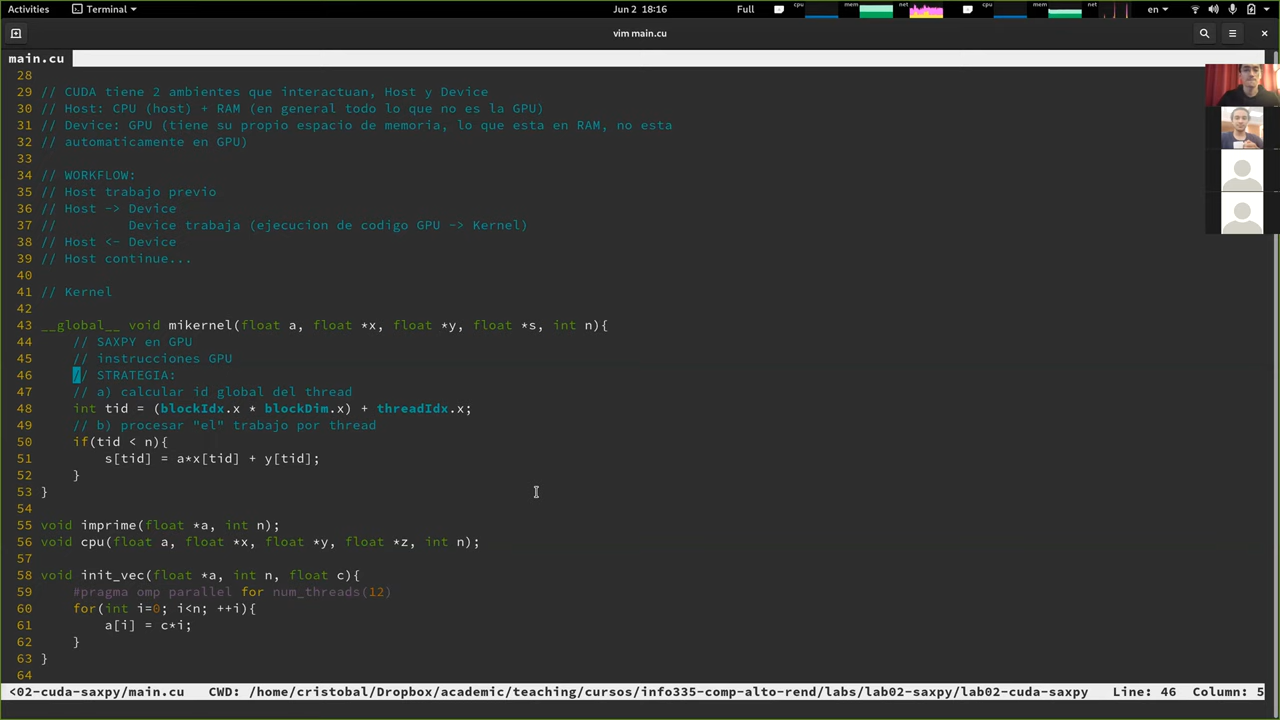 Activities Terminal Jun 2 18:16 Full cpu mem net cpu mem net en
vim main.cu
main.cu
28
29 // CUDA tiene 2 ambientes que interactuan, Host y Device
30 // Host: CPU (host) + RAM (en general todo lo que no es la GPU)
31 // Device: GPU (tiene su propio espacio de memoria, lo que esta en RAM, no esta
32 // automaticamente en GPU)
33
34 // WORKFLOW:
35 // Host trabajo previo
36 // Host -> Device
37 //         Device trabaja (ejecucion de codigo GPU -> Kernel)
38 // Host <- Device
39 // Host continue...
40
41 // Kernel
42
43 __global__ void mikernel(float a, float *x, float *y, float *s, int n){
44     // SAXPY en GPU
45     // instrucciones GPU
46     // STRATEGIA:
47     // a) calcular id global del thread
48     int tid = (blockIdx.x * blockDim.x) + threadIdx.x;
49     // b) procesar "el" trabajo por thread
50     if(tid < n){
51         s[tid] = a*x[tid] + y[tid];
52     }
53 }
54
55 void imprime(float *a, int n);
56 void cpu(float a, float *x, float *y, float *z, int n);
57
58 void init_vec(float *a, int n, float c){
59     #pragma omp parallel for num_threads(12)
60     for(int i=0; i<n; ++i){
61         a[i] = c*i;
62     }
63 }
64
<02-cuda-saxpy/main.cu   CWD: /home/cristobal/Dropbox/academic/teaching/cursos/info335-comp-alto-rend/labs/lab02-saxpy/lab02-cuda-saxpy   Line: 46   Column: 5